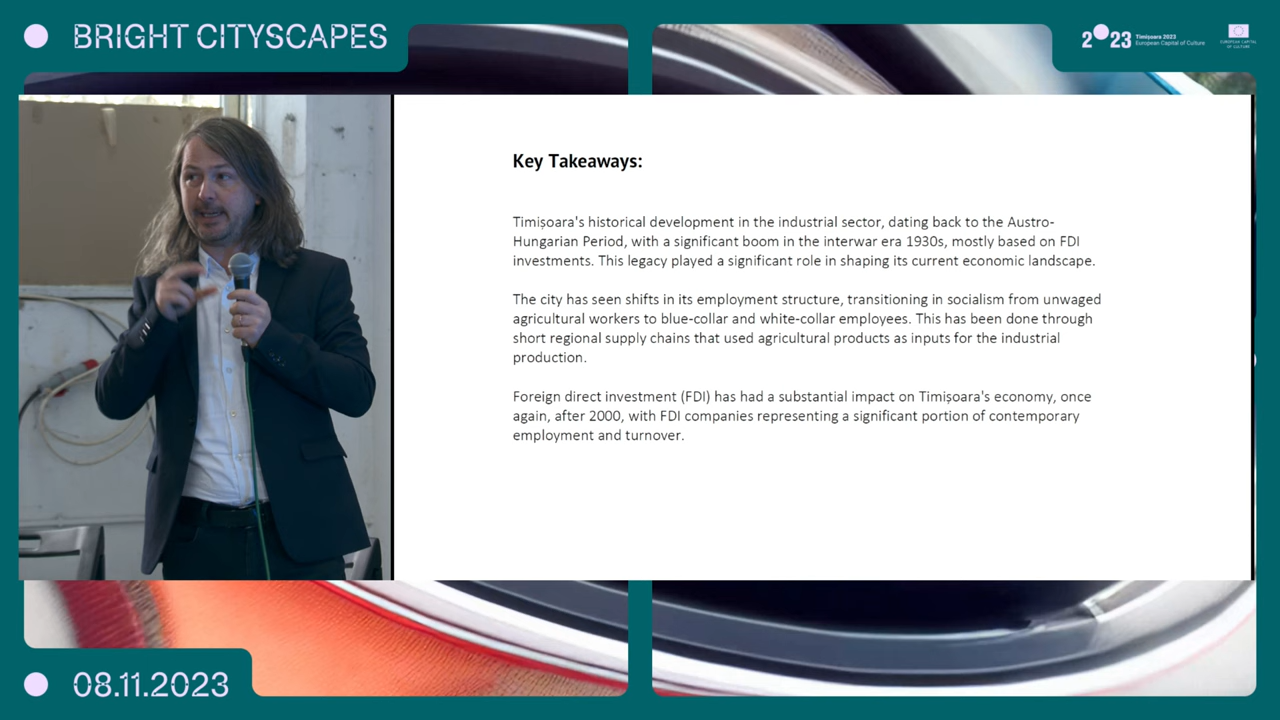 BRIGHT CITYSCAPES
2023
Timișoara 2023
European Capital of Culture
EUROPEAN CAPITAL
OF CULTURE
Key Takeaways:
Timișoara's historical development in the industrial sector, dating back to the Austro-
Hungarian Period, with a significant boom in the interwar era 1930s, mostly based on FDI
investments. This legacy played a significant role in shaping its current economic landscape.
The city has seen shifts in its employment structure, transitioning in socialism from unwaged
agricultural workers to blue-collar and white-collar employees. This has been done through
short regional supply chains that used agricultural products as inputs for the industrial
production.
Foreign direct investment (FDI) has had a substantial impact on Timișoara's economy, once
again, after 2000, with FDI companies representing a significant portion of contemporary
employment and turnover.
08.11.2023